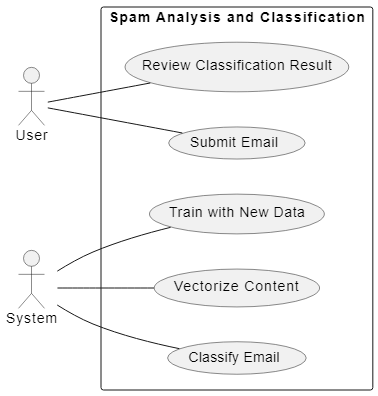 Spam Analysis and Classification
Review Classification Result
User
Submit Email
Train with New Data
Vectorize Content
System
Classify Email